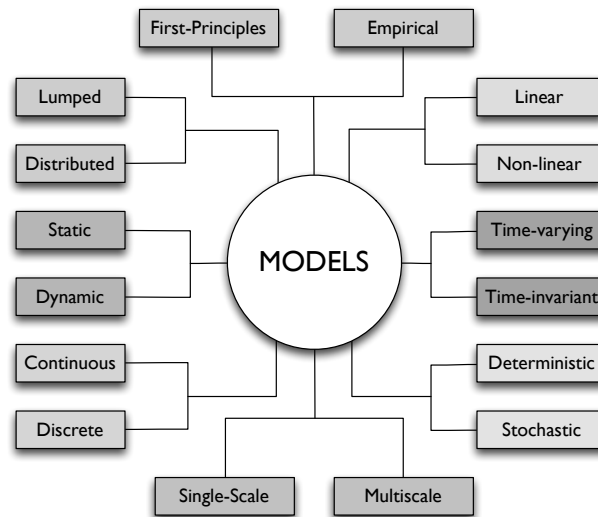 First-Principles
Empirical
Lumped
Linear
Distributed
Non-linear
Static
Time-varying
MODELS
Dynamic
Time-invariant
Continuous
Deterministic
Discrete
Stochastic
Single-Scale
Multiscale